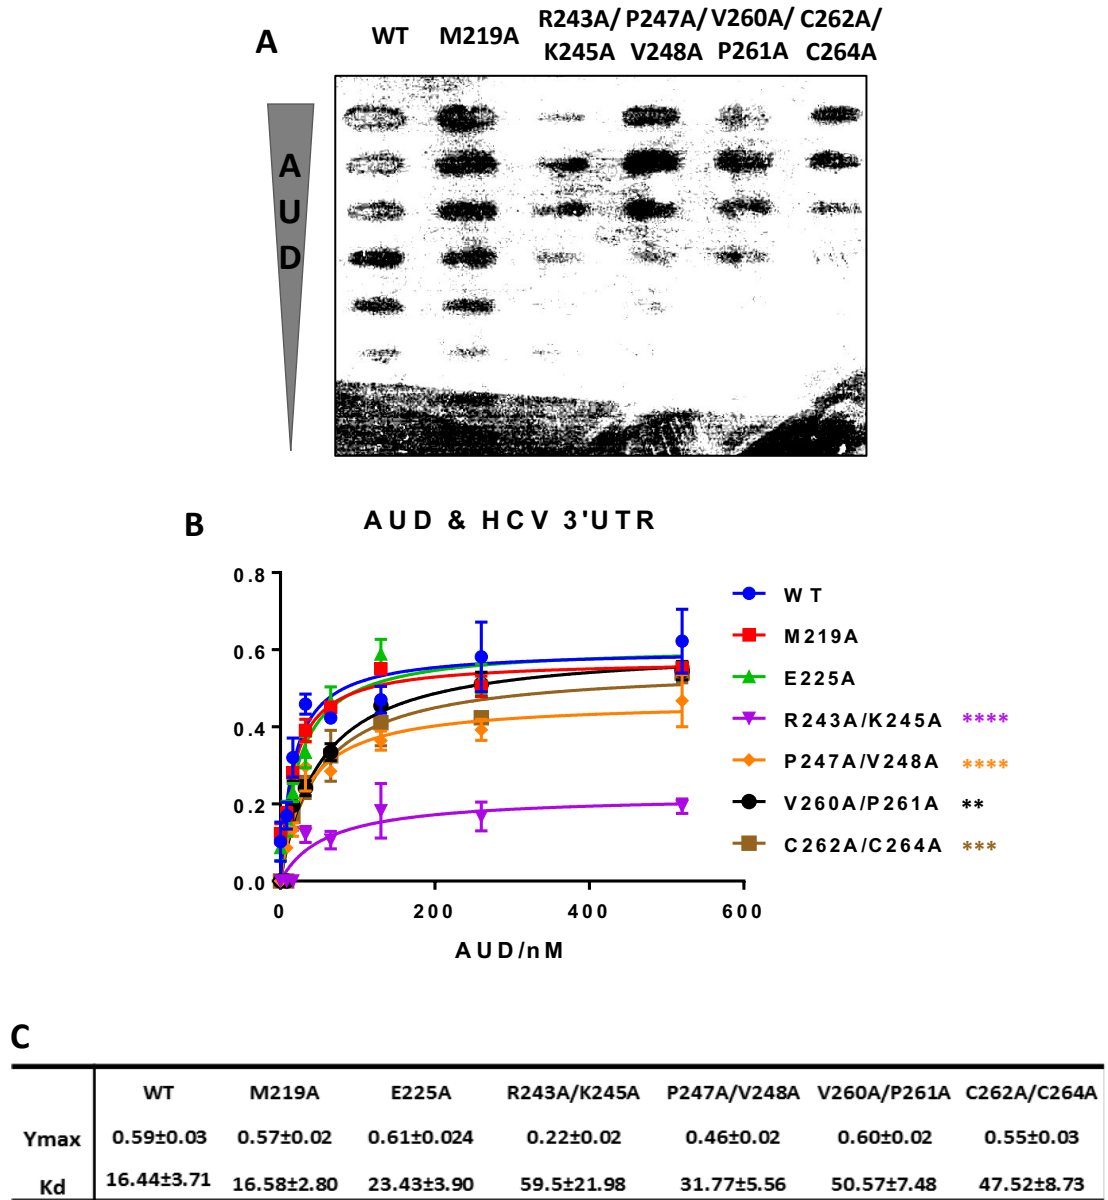 A
WT M219A R243A/ K245A P247A/ V248A V260A/ P261A C262A/ C264A
A
U
D
B
AUD & HCV 3'UTR
0.8
0.6
0.4
0.2
0.0
0 200 400 600
AUD/nM
WT
M219A
E225A
R243A/K245A ****
P247A/V248A ****
V260A/P261A **
C262A/C264A ***
C
WT M219A E225A R243A/K245A P247A/V248A V260A/P261A C262A/C264A
Ymax 0.59±0.03 0.57±0.02 0.61±0.024 0.22±0.02 0.46±0.02 0.60±0.02 0.55±0.03
Kd 16.44±3.71 16.58±2.80 23.43±3.90 59.5±21.98 31.77±5.56 50.57±7.48 47.52±8.73